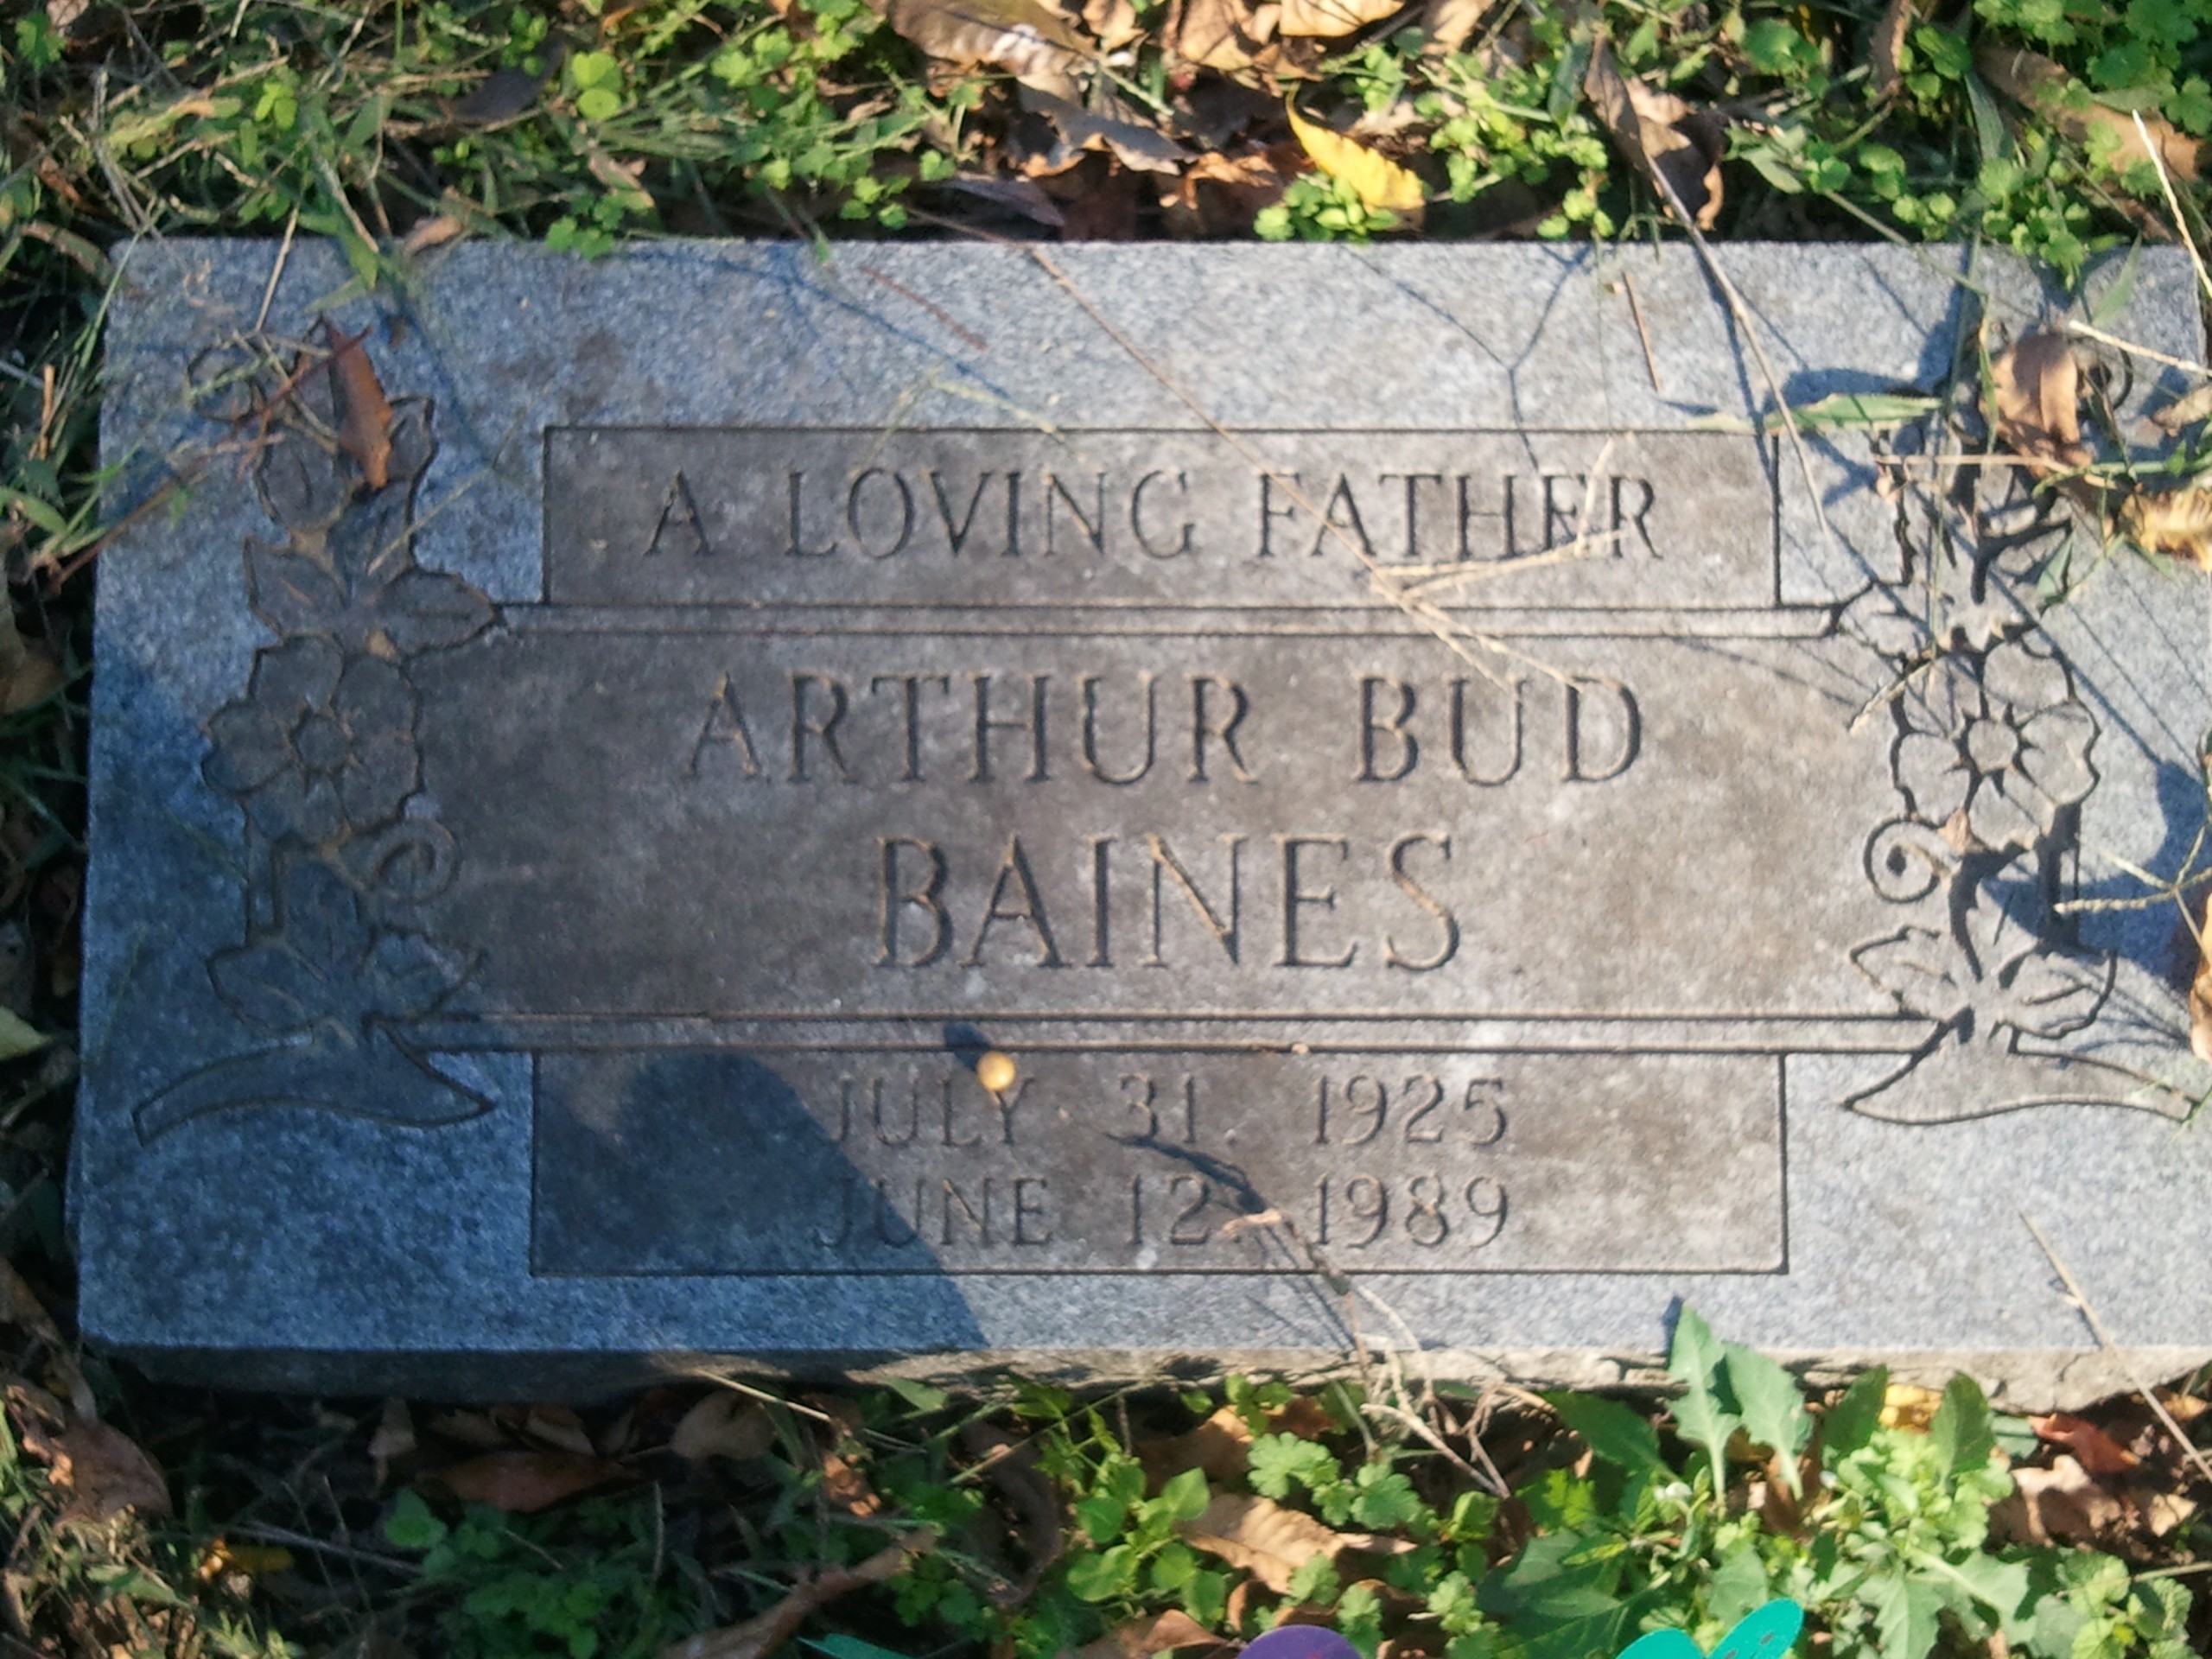 A LOVING FATHER
ARTHUR BUD
BAINES
JULY 31, 1925
JUNE 12, 1989